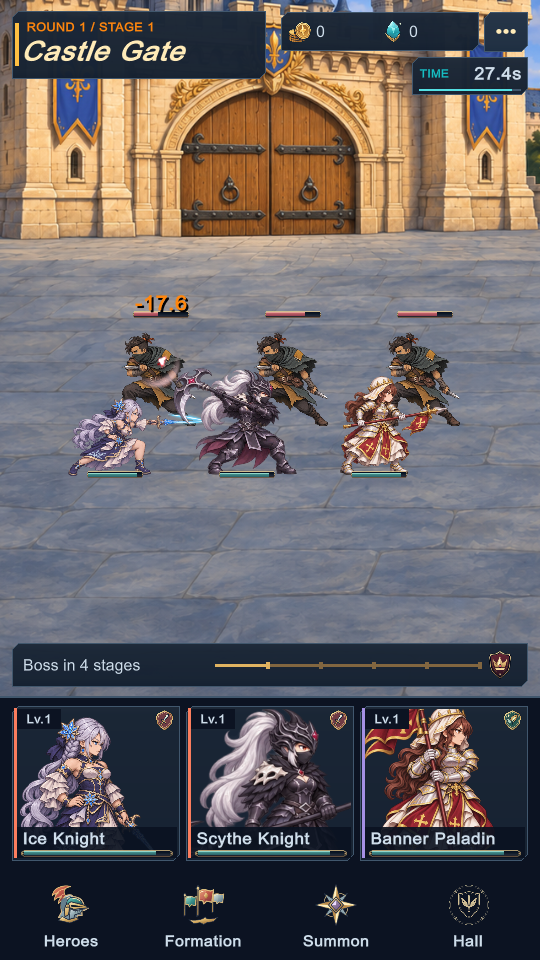 ROUND 1 / STAGE 1
Castle Gate
0
0
•••
TIME 27.4s
-17.6
Boss in 4 stages
Lv.1
Ice Knight
Lv.1
Scythe Knight
Lv.1
Banner Paladin
Heroes
Formation
Summon
Hall